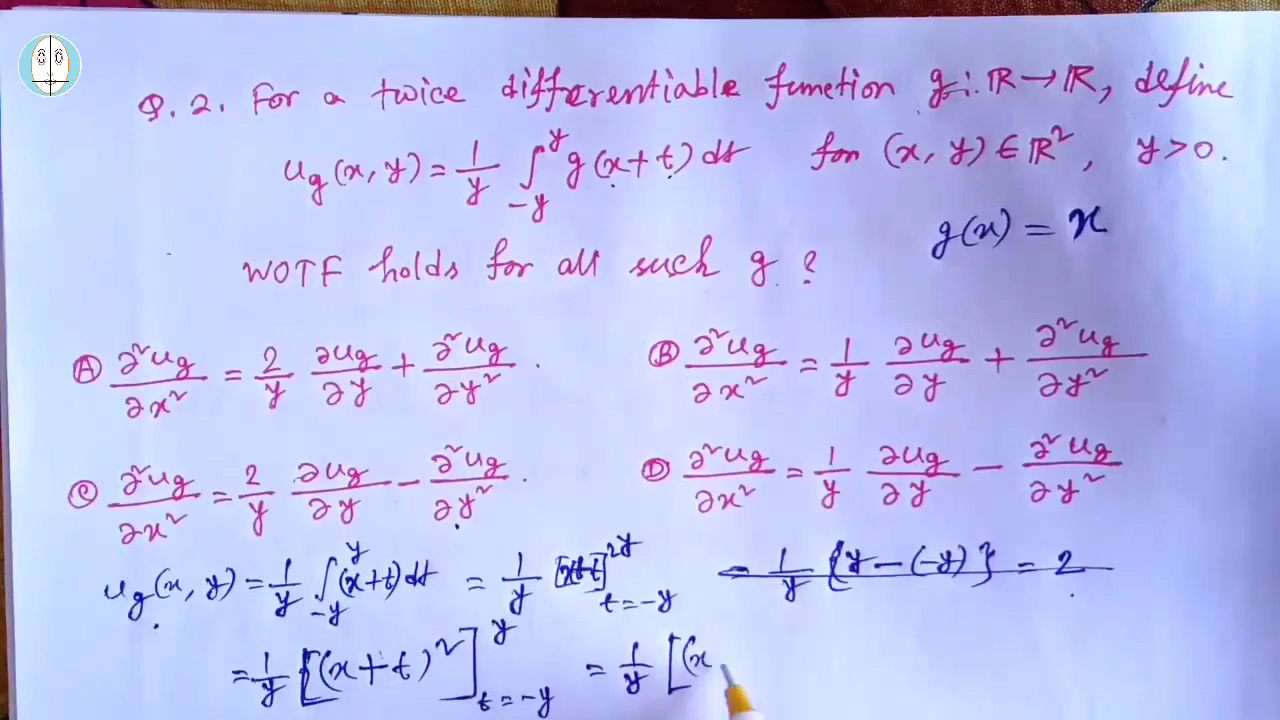 Q. 2. For a twice differentiable function g: ℝ → ℝ, define
u_g(x, y) = 1/y ∫_{-y}^{y} g(x+t) dt for (x, y) ∈ ℝ², y > 0.
g(x) = x
WOTF holds for all such g ?
(A) ∂²u_g/∂x² = 2/y ∂u_g/∂y + ∂²u_g/∂y² .
(B) ∂²u_g/∂x² = 1/y ∂u_g/∂y + ∂²u_g/∂y²
(C) ∂²u_g/∂x² = 2/y ∂u_g/∂y - ∂²u_g/∂y² .
(D) ∂²u_g/∂x² = 1/y ∂u_g/∂y - ∂²u_g/∂y²
u_g(x, y) = 1/y ∫_{-y}^{y} (x+t) dt = 1/y []_{t=-y}^{2y} = 1/y {y - (-y)} = 2
= 1/y [(x+t)²]_{t=-y}^{y} = 1/y [(x